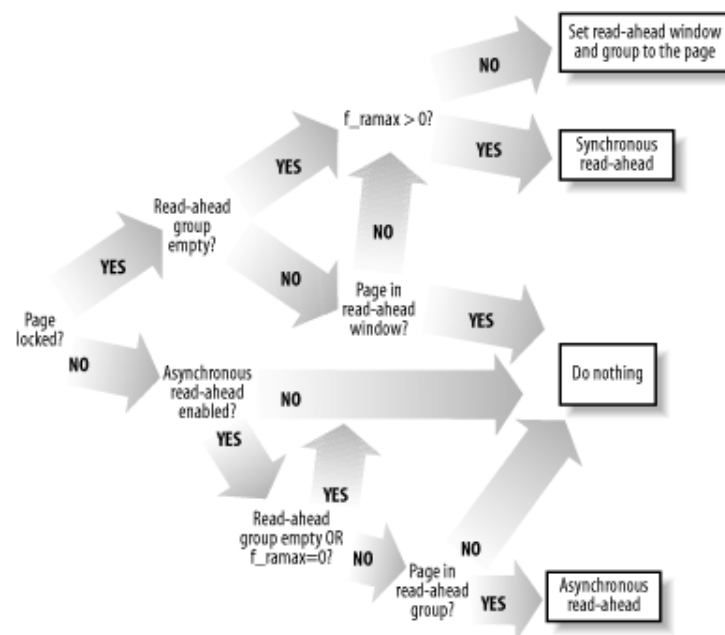 Set read-ahead window
and group to the page
NO
f_ramax > 0?
YES
Synchronous
read-ahead
YES
Read-ahead
group
empty?
NO
YES
NO
Page in
read-ahead
window?
YES
Page
locked?
NO
Do nothing
Asynchronous
read-ahead
enabled?
NO
YES
YES
Read-ahead
group empty OR
f_ramax=0?
NO
NO
Page in
read-ahead
group?
YES
Asynchronous
read-ahead